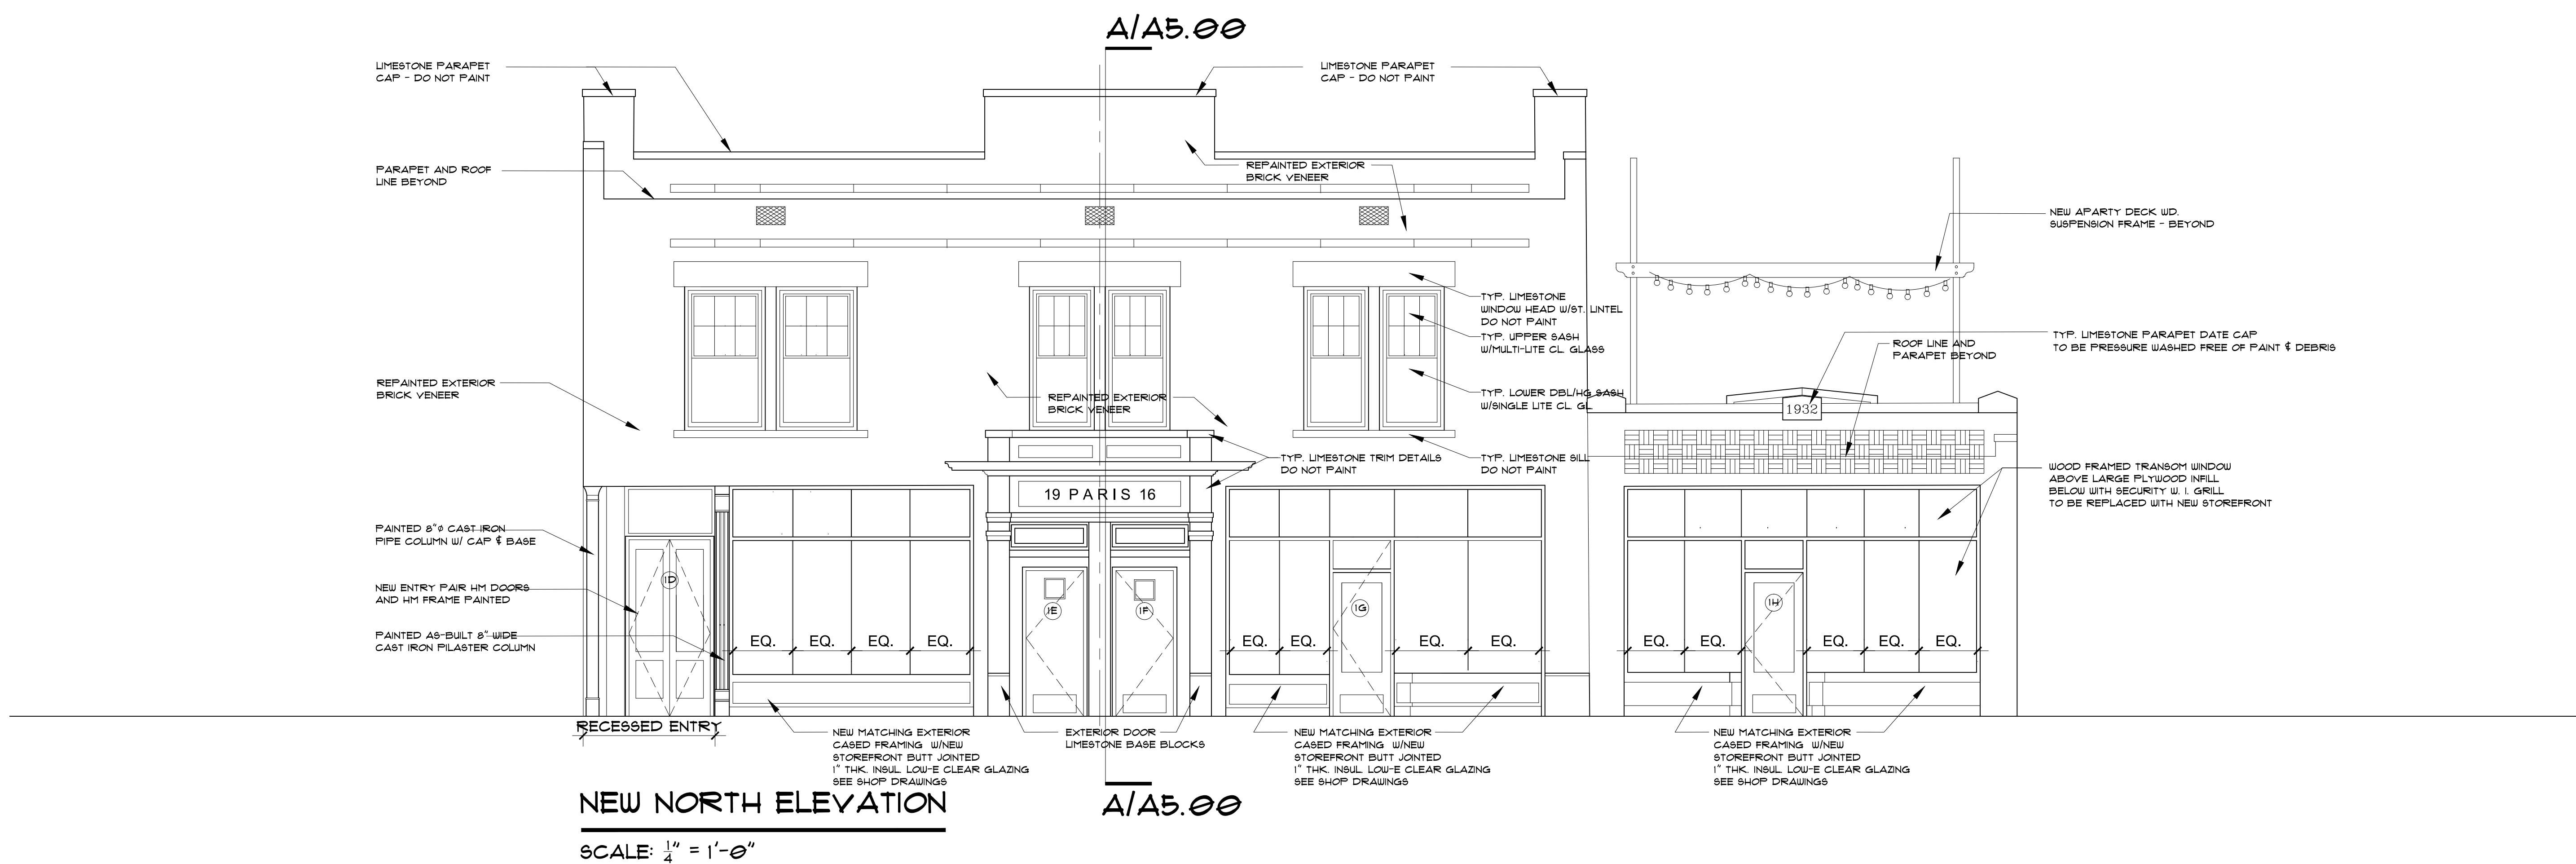 A/A5.00
LIMESTONE PARAPET
CAP - DO NOT PAINT
LIMESTONE PARAPET
CAP - DO NOT PAINT
PARAPET AND ROOF
LINE BEYOND
REPAINTED EXTERIOR
BRICK VENEER
NEW APARTY DECK WD.
SUSPENSION FRAME - BEYOND
TYP. LIMESTONE
WINDOW HEAD W/ST. LINTEL
DO NOT PAINT
TYP. UPPER SASH
W/MULTI-LITE CL. GLASS
ROOF LINE AND
PARAPET BEYOND
TYP. LIMESTONE PARAPET DATE CAP
TO BE PRESSURE WASHED FREE OF PAINT & DEBRIS
REPAINTED EXTERIOR
BRICK VENEER
REPAINTED EXTERIOR
BRICK VENEER
TYP. LOWER DBL/HG SASH
W/SINGLE LITE CL. GL.
1932
TYP. LIMESTONE TRIM DETAILS
DO NOT PAINT
TYP. LIMESTONE SILL
DO NOT PAINT
WOOD FRAMED TRANSOM WINDOW
ABOVE LARGE PLYWOOD INFILL
BELOW WITH SECURITY W. I. GRILL
TO BE REPLACED WITH NEW STOREFRONT
19 PARIS 16
PAINTED 8"Ø CAST IRON
PIPE COLUMN W/ CAP & BASE
NEW ENTRY PAIR HM DOORS
AND HM FRAME PAINTED
PAINTED AS-BUILT 8" WIDE
CAST IRON PILASTER COLUMN
1D
1E
1F
1G
1H
EQ. EQ. EQ. EQ.
EQ. EQ. EQ. EQ.
EQ. EQ. EQ. EQ. EQ.
RECESSED ENTRY
NEW MATCHING EXTERIOR
CASED FRAMING W/NEW
STOREFRONT BUTT JOINTED
1" THK. INSUL. LOW-E CLEAR GLAZING
SEE SHOP DRAWINGS
EXTERIOR DOOR
LIMESTONE BASE BLOCKS
NEW MATCHING EXTERIOR
CASED FRAMING W/NEW
STOREFRONT BUTT JOINTED
1" THK. INSUL. LOW-E CLEAR GLAZING
SEE SHOP DRAWINGS
NEW MATCHING EXTERIOR
CASED FRAMING W/NEW
STOREFRONT BUTT JOINTED
1" THK. INSUL. LOW-E CLEAR GLAZING
SEE SHOP DRAWINGS
NEW NORTH ELEVATION
A/A5.00
SCALE: 1/4" = 1'-0"